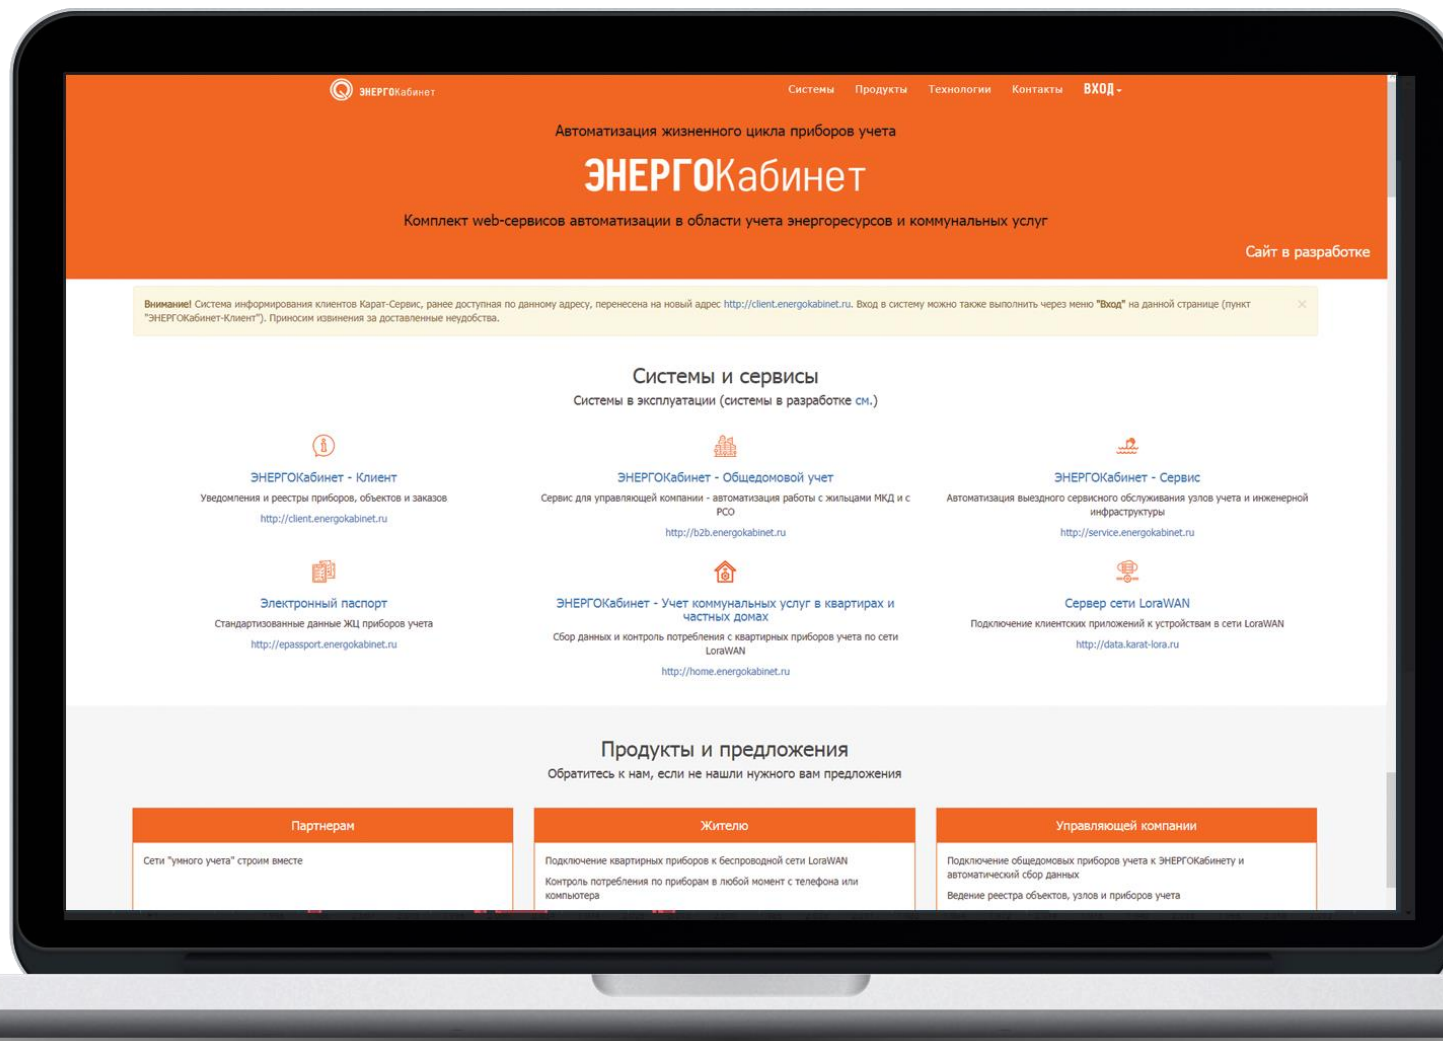 ЭНЕРГОКабинет
Системы Продукты Технологии Контакты ВХОД
Автоматизация жизненного цикла приборов учета
ЭНЕРГОКабинет
Комплект web-сервисов автоматизации в области учета энергоресурсов и коммунальных услуг
Сайт в разработке
Внимание! Система информирования клиентов Карат-Сервис, ранее доступная по данному адресу, перенесена на новый адрес http://client.energokabinet.ru. Вход в систему можно также выполнить через меню "Вход" на данной странице (пункт
"ЭНЕРГОКабинет-Клиент"). Приносим извинения за доставленные неудобства.
Системы и сервисы
Системы в эксплуатации (системы в разработке см.)
ЭНЕРГОКабинет - Клиент
Уведомления и реестры приборов, объектов и заказов
http://client.energokabinet.ru
ЭНЕРГОКабинет - Общедомовой учет
Сервис для управляющей компании - автоматизация работы с жильцами МКД и с
РСО
http://b2b.energokabinet.ru
ЭНЕРГОКабинет - Сервис
Автоматизация выездного сервисного обслуживания узлов учета и инженерной
инфраструктуры
http://service.energokabinet.ru
Электронный паспорт
Стандартизованные данные ЖЦ приборов учета
http://epassport.energokabinet.ru
ЭНЕРГОКабинет - Учет коммунальных услуг в квартирах и
частных домах
Сбор данных и контроль потребления с квартирных приборов учета по сети
LoraWAN
http://home.energokabinet.ru
Сервер сети LoraWAN
Подключение клиентских приложений к устройствам в сети LoraWAN
http://data.karat-lora.ru
Продукты и предложения
Обратитесь к нам, если не нашли нужного вам предложения
Партнерам
Сети "умного учета" строим вместе
Жителю
Подключение квартирных приборов к беспроводной сети LoraWAN
Контроль потребления по приборам в любой момент с телефона или
компьютера
Управляющей компании
Подключение общедомовых приборов учета к ЭНЕРГОКабинету и
автоматический сбор данных
Ведение реестра объектов, узлов и приборов учета